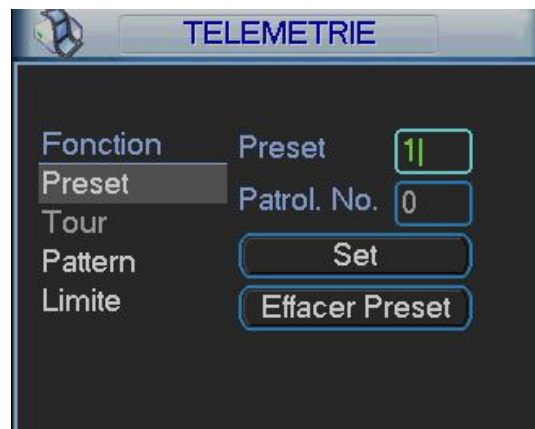 TELEMETRIE
Fonction
Preset
Tour
Pattern
Limite
Preset 1
Patrol. No. 0
Set
Effacer Preset